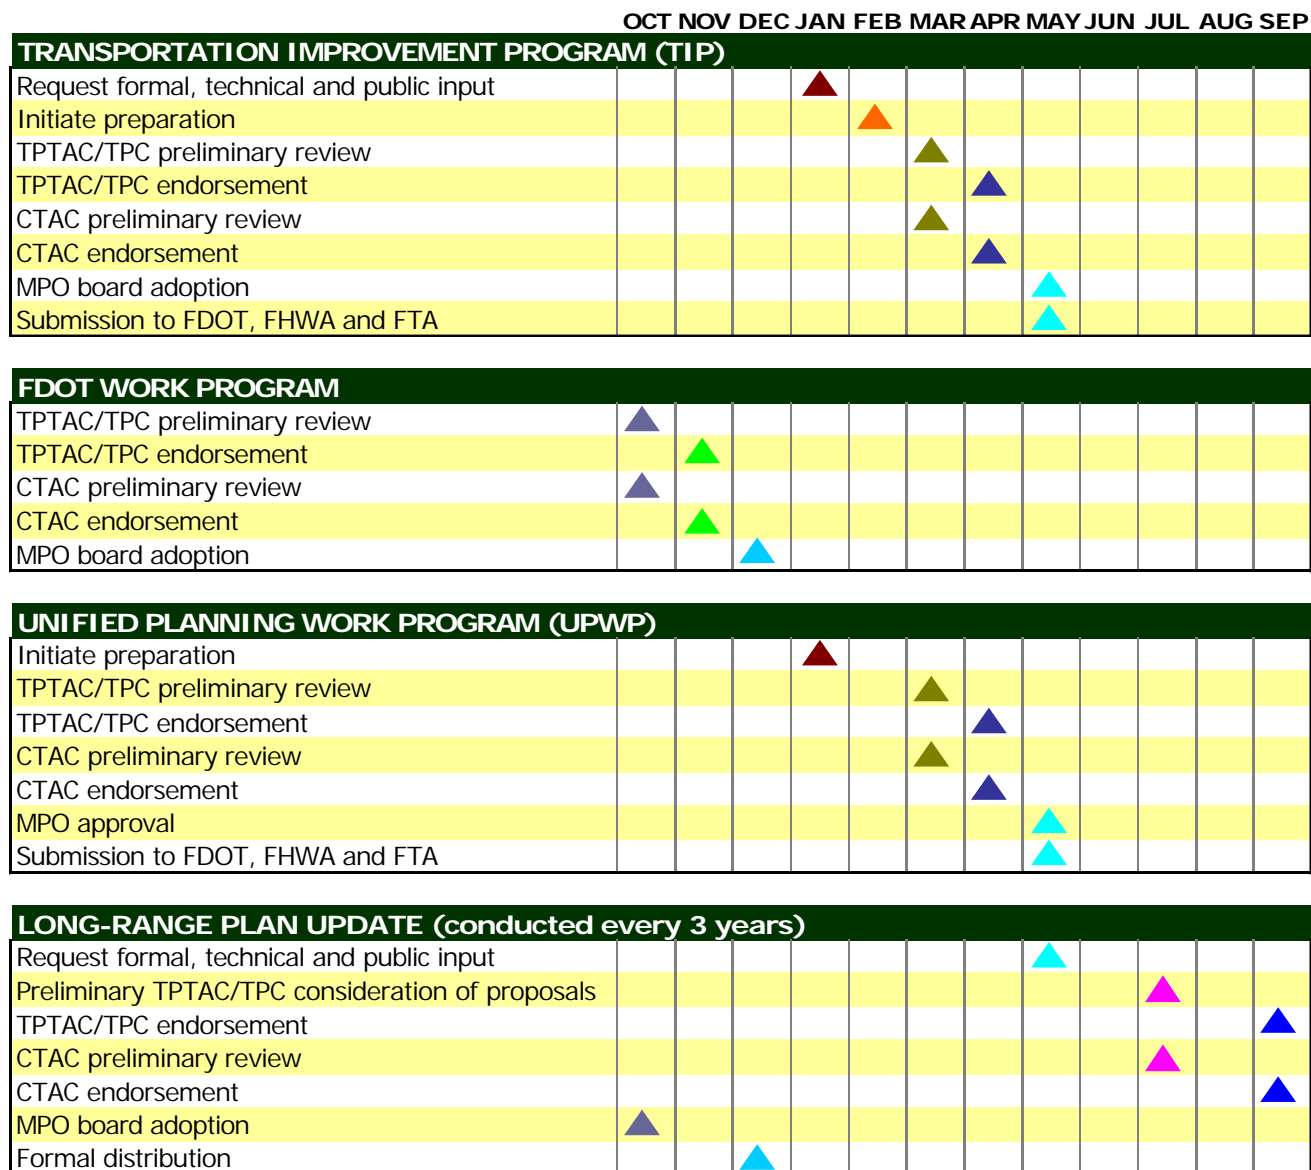 OCT NOV DEC JAN FEB MAR APR MAY JUN JUL AUG SEP
TRANSPORTATION IMPROVEMENT PROGRAM (TIP)
Request formal, technical and public input
Initiate preparation
TPTAC/TPC preliminary review
TPTAC/TPC endorsement
CTAC preliminary review
CTAC endorsement
MPO board adoption
Submission to FDOT, FHWA and FTA
FDOT WORK PROGRAM
TPTAC/TPC preliminary review
TPTAC/TPC endorsement
CTAC preliminary review
CTAC endorsement
MPO board adoption
UNIFIED PLANNING WORK PROGRAM (UPWP)
Initiate preparation
TPTAC/TPC preliminary review
TPTAC/TPC endorsement
CTAC preliminary review
CTAC endorsement
MPO approval
Submission to FDOT, FHWA and FTA
LONG-RANGE PLAN UPDATE (conducted every 3 years)
Request formal, technical and public input
Preliminary TPTAC/TPC consideration of proposals
TPTAC/TPC endorsement
CTAC preliminary review
CTAC endorsement
MPO board adoption
Formal distribution